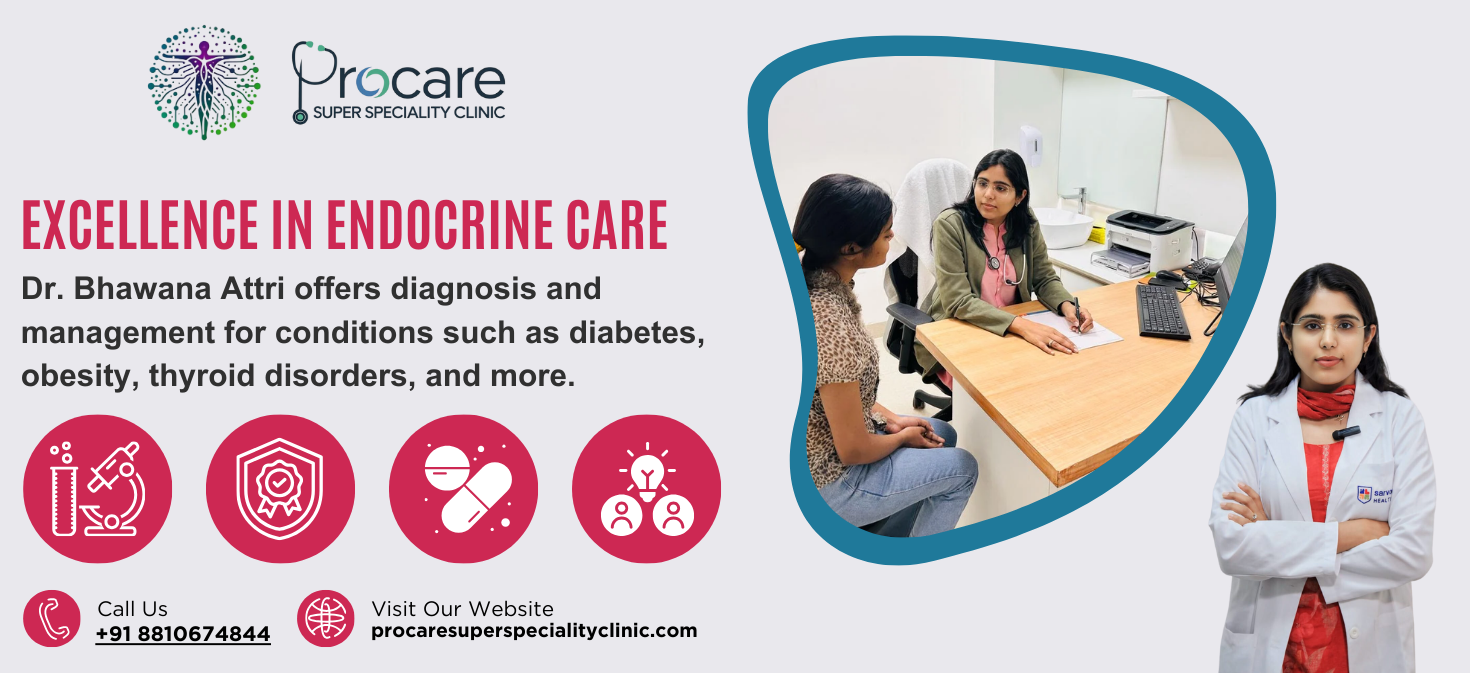 Procare
SUPER SPECIALITY CLINIC
EXCELLENCE IN ENDOCRINE CARE
Dr. Bhawana Attri offers diagnosis and
management for conditions such as diabetes,
obesity, thyroid disorders, and more.
Call Us
+91 8810674844
Visit Our Website
procaresuperspecialityclinic.com